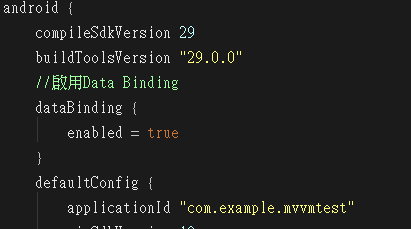 android {
compileSdkVersion 29
buildToolsVersion "29.0.0"
//啟用Data Binding
dataBinding {
enabled = true
}
defaultConfig {
applicationId "com.example.mvvmtest"